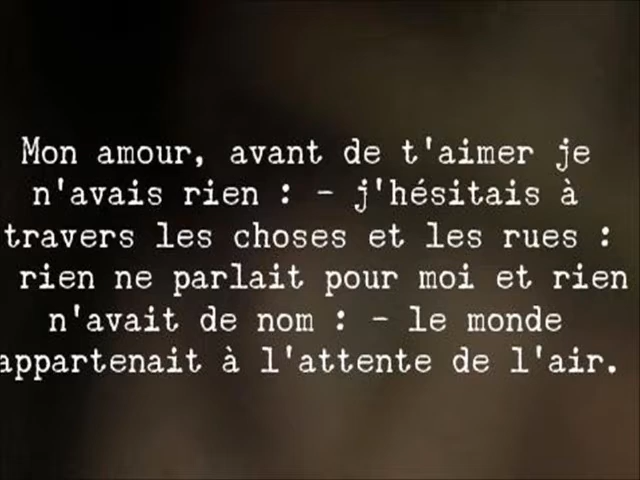 Mon amour, avant de t'aimer je
n'avais rien : - j'hésitais à
travers les choses et les rues :
rien ne parlait pour moi et rien
n'avait de nom : - le monde
appartenait à l'attente de l'air.